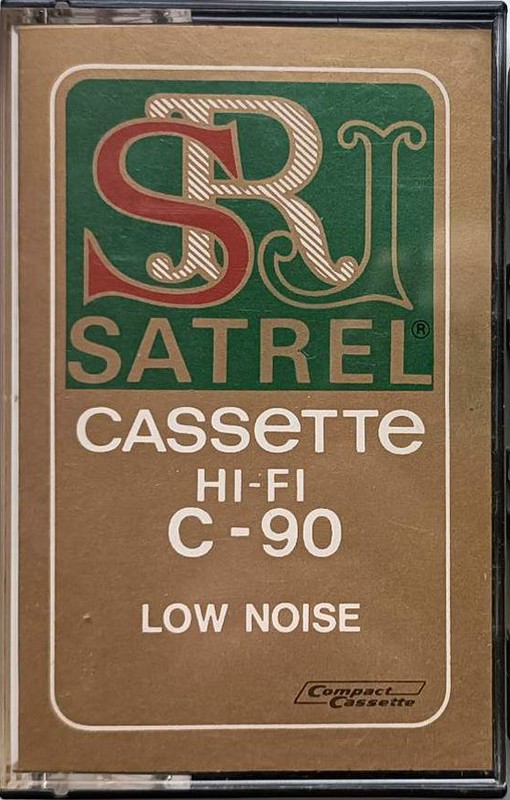 SRJ
SATREL®
CASSETTE
HI-FI
C-90
LOW NOISE
Compact
Cassette